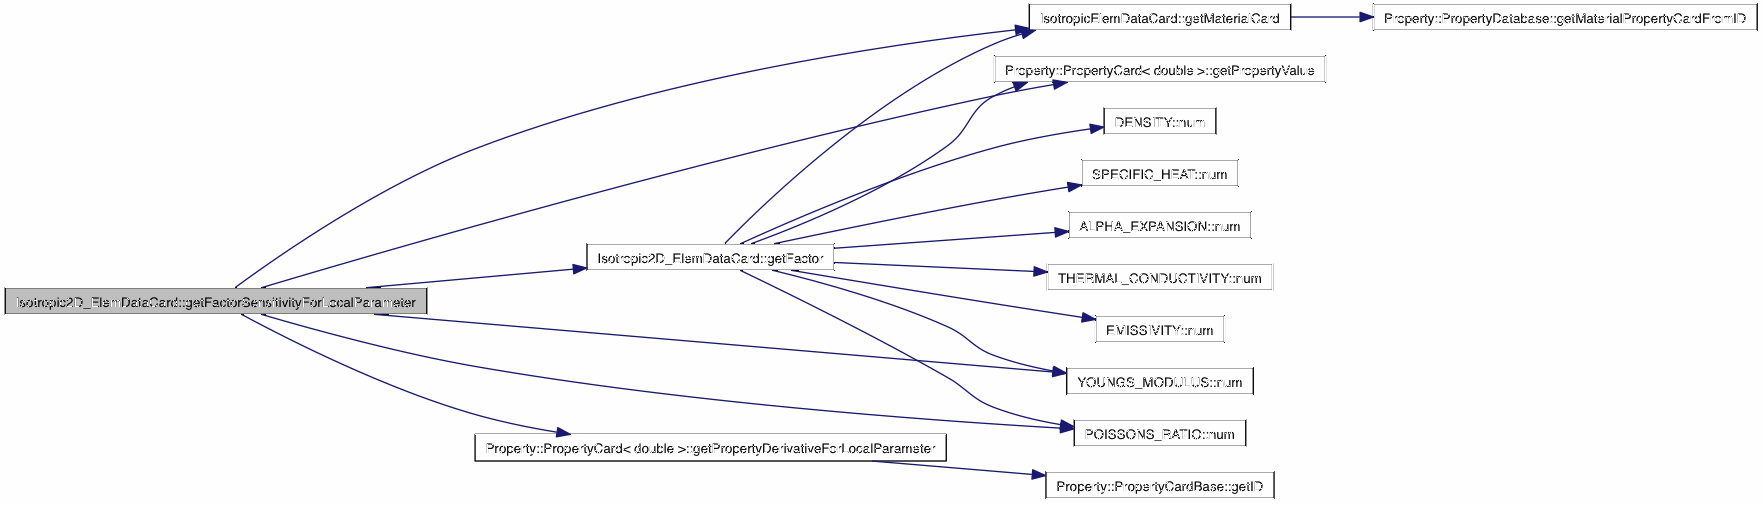 IsotropicElemDataCard::getMaterialCard
Property::PropertyDatabase::getMaterialPropertyCardFromID
Property::PropertyCard< double >::getPropertyValue
DENSITY::num
SPECIFIC_HEAT::num
ALPHA_EXPANSION::num
Isotropic2D_ElemDataCard::getFactor
THERMAL_CONDUCTIVITY::num
Isotropic2D_ElemDataCard::getFactorSensitivityForLocalParameter
EMISSIVITY::num
YOUNGS_MODULUS::num
POISSONS_RATIO::num
Property::PropertyCard< double >::getPropertyDerivativeForLocalParameter
Property::PropertyCardBase::getID